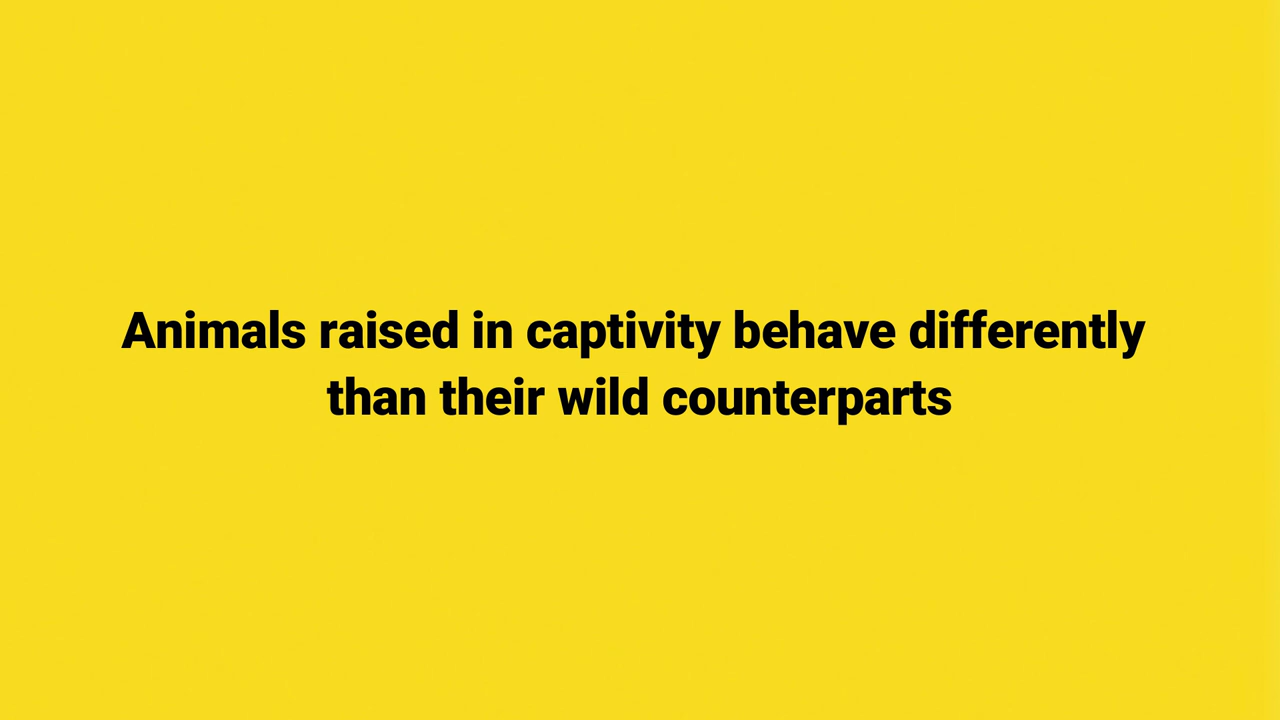 Animals raised in captivity behave differently
than their wild counterparts